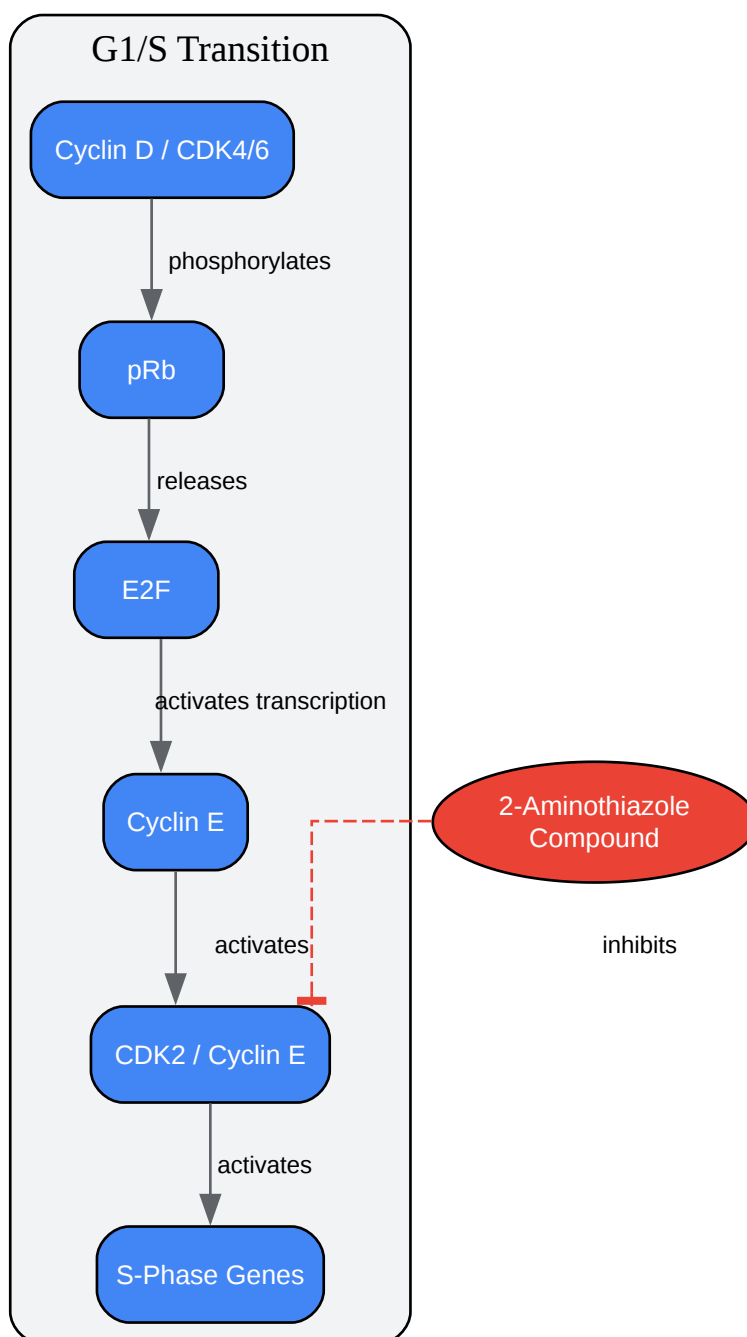 G1/S Transition
Cyclin D / CDK4/6
phosphorylates
pRb
releases
E2F
activates transcription
Cyclin E
2-Aminothiazole
Compound
activates
inhibits
CDK2 / Cyclin E
activates
S-Phase Genes